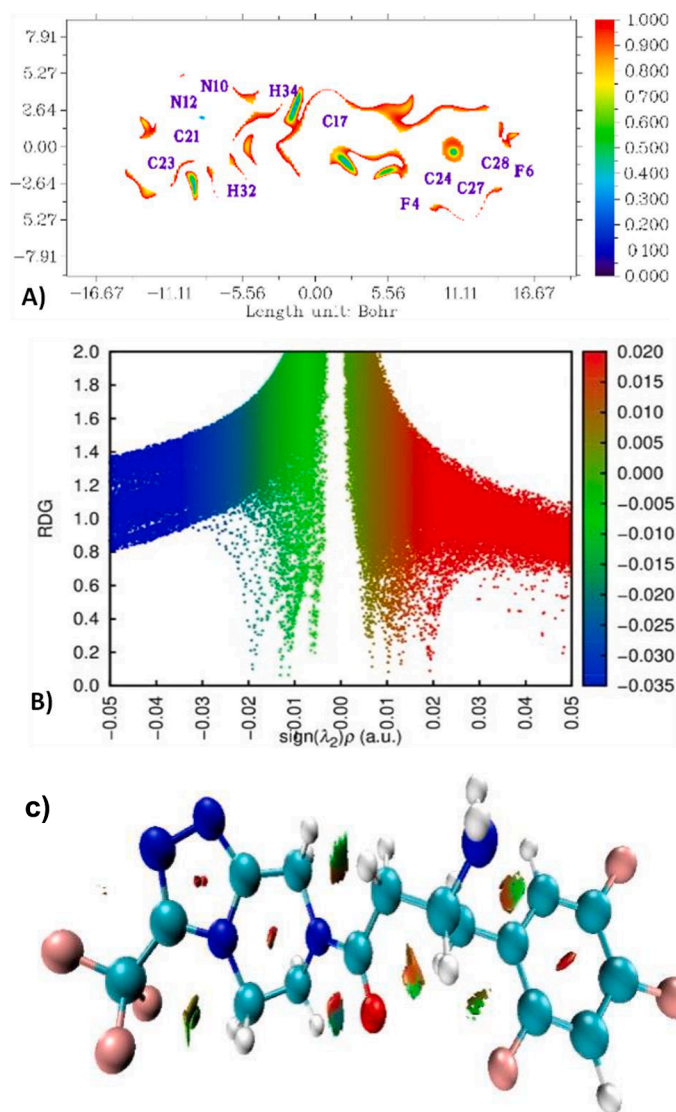 7.91
5.27
2.64
0.00
−2.64
−5.27
−7.91
N10
H34
N12
C17
C21
C23
H32
C24
C28
C27
F6
F4
−16.67 −11.11 −5.56 0.00 5.56 11.11 16.67
Length unit: Bohr
1.000
0.900
0.800
0.700
0.600
0.500
0.400
0.300
0.200
0.100
0.000
A)
2.0
1.8
1.6
1.4
1.2
1.0
0.8
0.6
0.4
0.2
0.0
RDG
-0.05 -0.04 -0.03 -0.02 -0.01 0.00 0.01 0.02 0.03 0.04 0.05
sign(λ2)ρ (a.u.)
0.020
0.015
0.010
0.005
0.000
−0.005
−0.010
−0.015
−0.020
−0.025
−0.030
−0.035
B)
c)